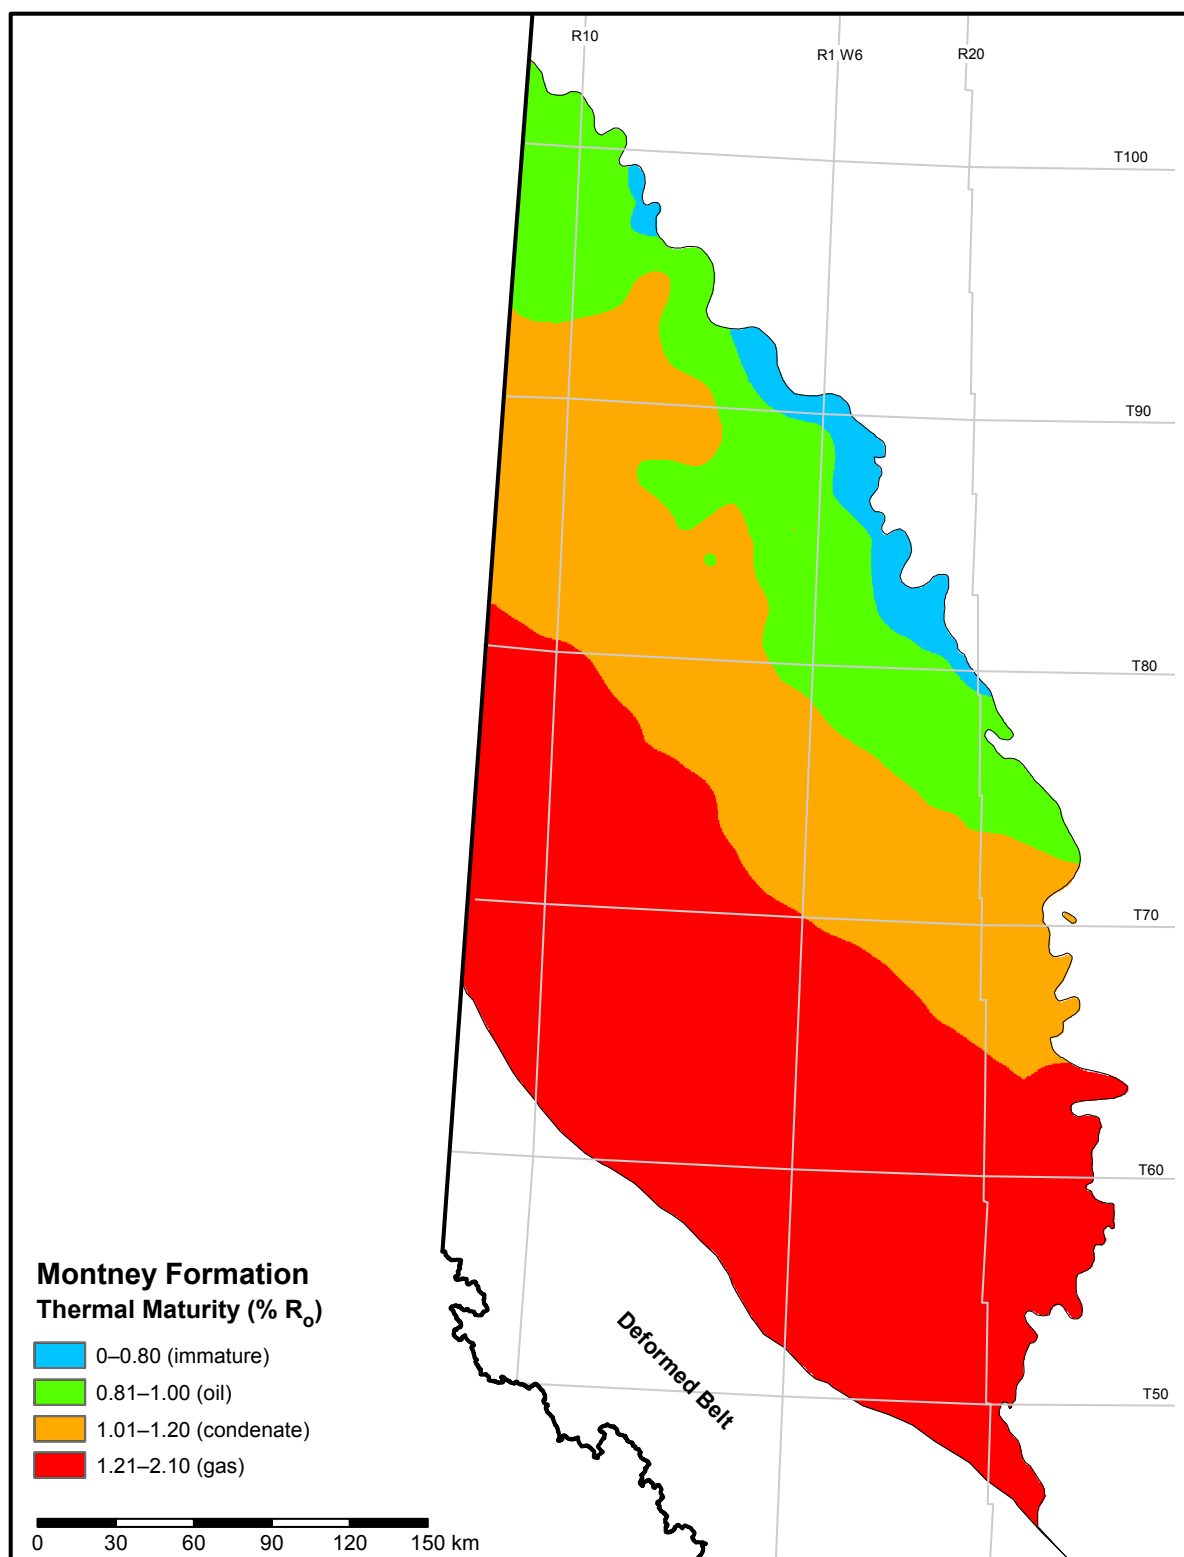 R10
R1 W6
R20
T100
T90
T80
T70
T60
T50
Deformed Belt
Montney Formation
Thermal Maturity (% Ro)
0–0.80 (immature)
0.81–1.00 (oil)
1.01–1.20 (condenate)
1.21–2.10 (gas)
0 30 60 90 120 150 km